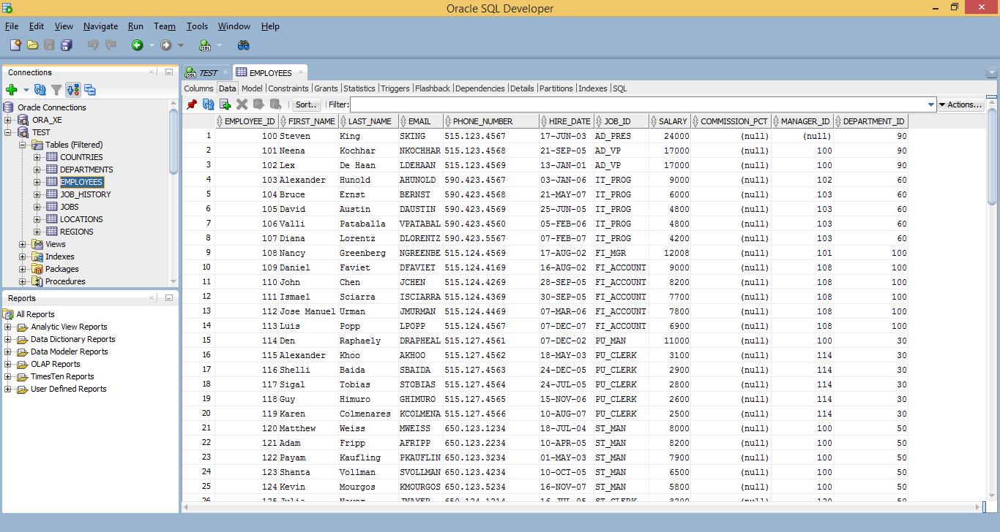 Oracle SQL Developer
File Edit View Navigate Run Team Tools Window Help
Connections
Oracle Connections
ORA_XE
TEST
Tables (Filtered)
COUNTRIES
DEPARTMENTS
EMPLOYEES
JOB_HISTORY
JOBS
LOCATIONS
REGIONS
Views
Indexes
Packages
Procedures
Reports
All Reports
Analytic View Reports
Data Dictionary Reports
Data Modeler Reports
OLAP Reports
TimesTen Reports
User Defined Reports
TEST EMPLOYEES
Columns Data Model Constraints Grants Statistics Triggers Flashback Dependencies Details Partitions Indexes SQL
Sort.. Filter: Actions...
EMPLOYEE_ID FIRST_NAME LAST_NAME EMAIL PHONE_NUMBER HIRE_DATE JOB_ID SALARY COMMISSION_PCT MANAGER_ID DEPARTMENT_ID
1 100 Steven King SKING 515.123.4567 17-JUN-03 AD_PRES 24000 (null) (null) 90
2 101 Neena Kochhar NKOCHHAR 515.123.4568 21-SEP-05 AD_VP 17000 (null) 100 90
3 102 Lex De Haan LDEHAAN 515.123.4569 13-JAN-01 AD_VP 17000 (null) 100 90
4 103 Alexander Hunold AHUNOLD 590.423.4567 03-JAN-06 IT_PROG 9000 (null) 102 60
5 104 Bruce Ernst BERNST 590.423.4568 21-MAY-07 IT_PROG 6000 (null) 103 60
6 105 David Austin DAUSTIN 590.423.4569 25-JUN-05 IT_PROG 4800 (null) 103 60
7 106 Valli Pataballa VPATABAL 590.423.4560 05-FEB-06 IT_PROG 4800 (null) 103 60
8 107 Diana Lorentz DLORENTZ 590.423.5567 07-FEB-07 IT_PROG 4200 (null) 103 60
9 108 Nancy Greenberg NGREENBE 515.124.4569 17-AUG-02 FI_MGR 12008 (null) 101 100
10 109 Daniel Faviet DFAVIET 515.124.4169 16-AUG-02 FI_ACCOUNT 9000 (null) 108 100
11 110 John Chen JCHEN 515.124.4269 28-SEP-05 FI_ACCOUNT 8200 (null) 108 100
12 111 Ismael Sciarra ISCIARRA 515.124.4369 30-SEP-05 FI_ACCOUNT 7700 (null) 108 100
13 112 Jose Manuel Urman JMURMAN 515.124.4469 07-MAR-06 FI_ACCOUNT 7800 (null) 108 100
14 113 Luis Popp LPOPP 515.124.4567 07-DEC-07 FI_ACCOUNT 6900 (null) 108 100
15 114 Den Raphaely DRAPHEAL 515.127.4561 07-DEC-02 PU_MAN 11000 (null) 100 30
16 115 Alexander Khoo AKHOO 515.127.4562 18-MAY-03 PU_CLERK 3100 (null) 114 30
17 116 Shelli Baida SBAIDA 515.127.4563 24-DEC-05 PU_CLERK 2900 (null) 114 30
18 117 Sigal Tobias STOBIAS 515.127.4564 24-JUL-05 PU_CLERK 2800 (null) 114 30
19 118 Guy Himuro GHIMURO 515.127.4565 15-NOV-06 PU_CLERK 2600 (null) 114 30
20 119 Karen Colmenares KCOLMENA 515.127.4566 10-AUG-07 PU_CLERK 2500 (null) 114 30
21 120 Matthew Weiss MWEISS 650.123.1234 18-JUL-04 ST_MAN 8000 (null) 100 50
22 121 Adam Fripp AFRIPP 650.123.2234 10-APR-05 ST_MAN 8200 (null) 100 50
23 122 Payam Kaufling PKAUFLIN 650.123.3234 01-MAY-03 ST_MAN 7900 (null) 100 50
24 123 Shanta Vollman SVOLLMAN 650.123.4234 10-OCT-05 ST_MAN 6500 (null) 100 50
25 124 Kevin Mourgos KMOURGOS 650.123.5234 16-NOV-07 ST_MAN 5800 (null) 100 50